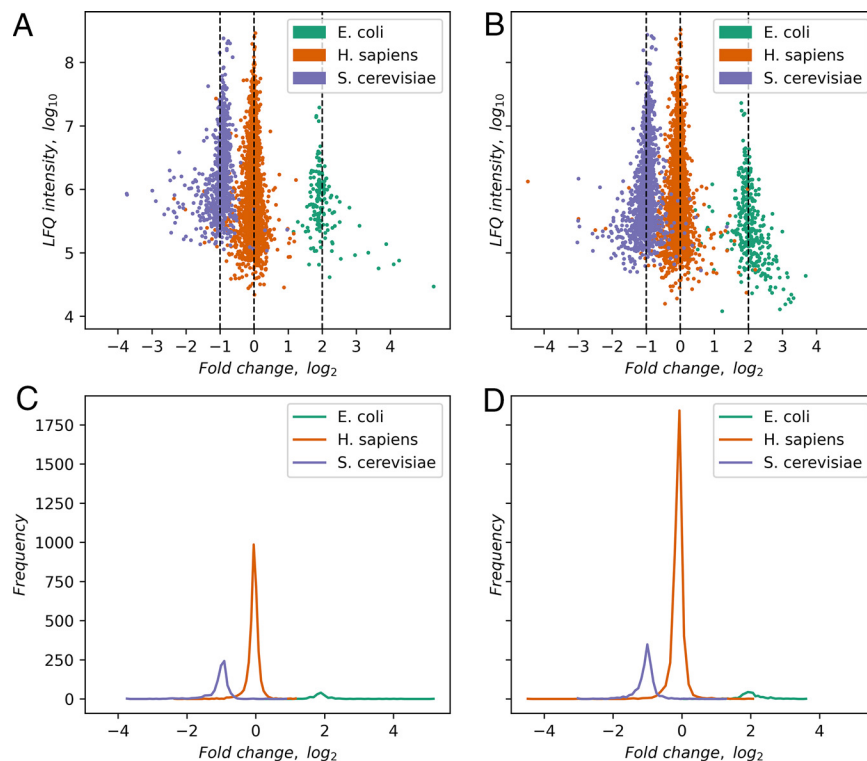 A
E. coli
H. sapiens
S. cerevisiae
LFQ intensity, log10
8
7
6
5
4
−4 −3 −2 −1 0 1 2 3 4
Fold change, log2
B
E. coli
H. sapiens
S. cerevisiae
LFQ intensity, log10
−4 −3 −2 −1 0 1 2 3 4
Fold change, log2
C
E. coli
H. sapiens
S. cerevisiae
Frequency
1750
1500
1250
1000
750
500
250
0
−4 −2 0 2 4
Fold change, log2
D
E. coli
H. sapiens
S. cerevisiae
Frequency
−4 −2 0 2 4
Fold change, log2